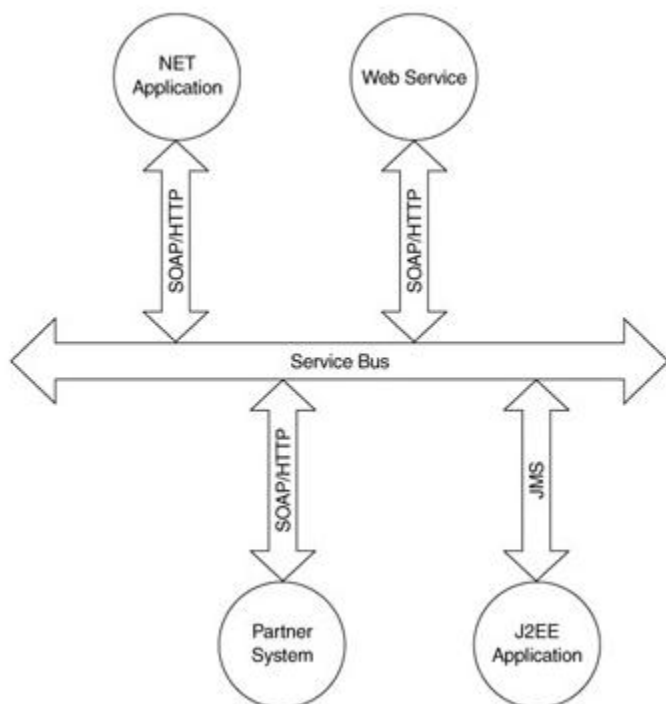 NET
Application
Web Service
SOAP/HTTP
SOAP/HTTP
Service Bus
SOAP/HTTP
JMS
Partner
System
J2EE
Application